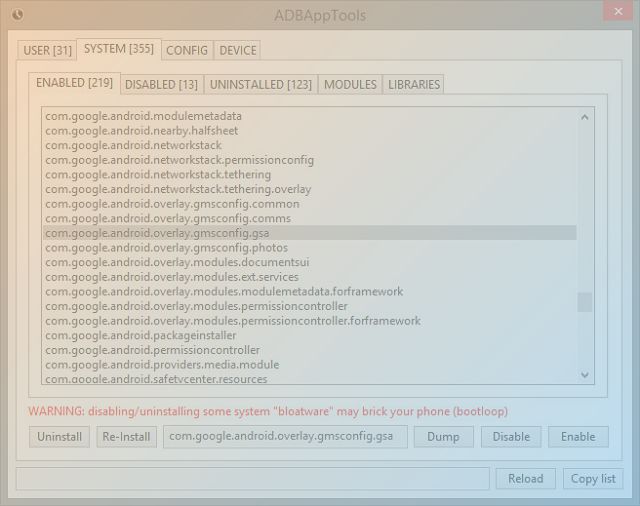 ADBAppTools
USER [31] SYSTEM [355] CONFIG DEVICE
ENABLED [219] DISABLED [13] UNINSTALLED [123] MODULES LIBRARIES
com.google.android.modulemetadata
com.google.android.nearby.halfsheet
com.google.android.networkstack
com.google.android.networkstack.permissionconfig
com.google.android.networkstack.tethering
com.google.android.networkstack.tethering.overlay
com.google.android.overlay.gmsconfig.common
com.google.android.overlay.gmsconfig.comms
com.google.android.overlay.gmsconfig.gsa
com.google.android.overlay.gmsconfig.photos
com.google.android.overlay.modules.documentsui
com.google.android.overlay.modules.ext.services
com.google.android.overlay.modules.modulemetadata.forframework
com.google.android.overlay.modules.permissioncontroller
com.google.android.overlay.modules.permissioncontroller.forframework
com.google.android.packageinstaller
com.google.android.permissioncontroller
com.google.android.providers.media.module
com.google.android.safetycenter.resources
WARNING: disabling/uninstalling some system "bloatware" may brick your phone (bootloop)
Uninstall Re-Install com.google.android.overlay.gmsconfig.gsa Dump Disable Enable
Reload Copy list